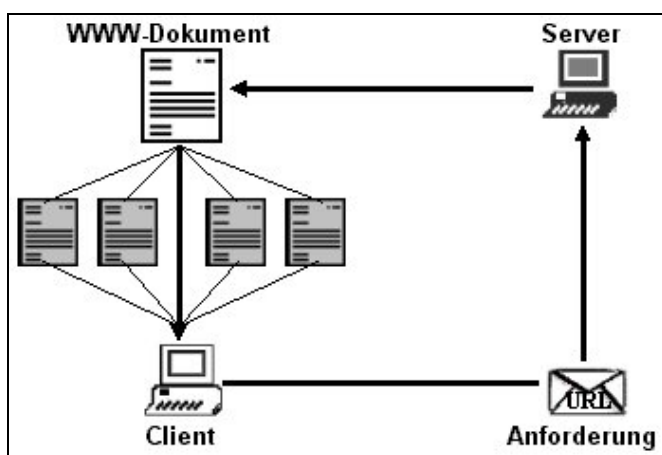 WWW-Dokument
Server
Client
URL
Anforderung